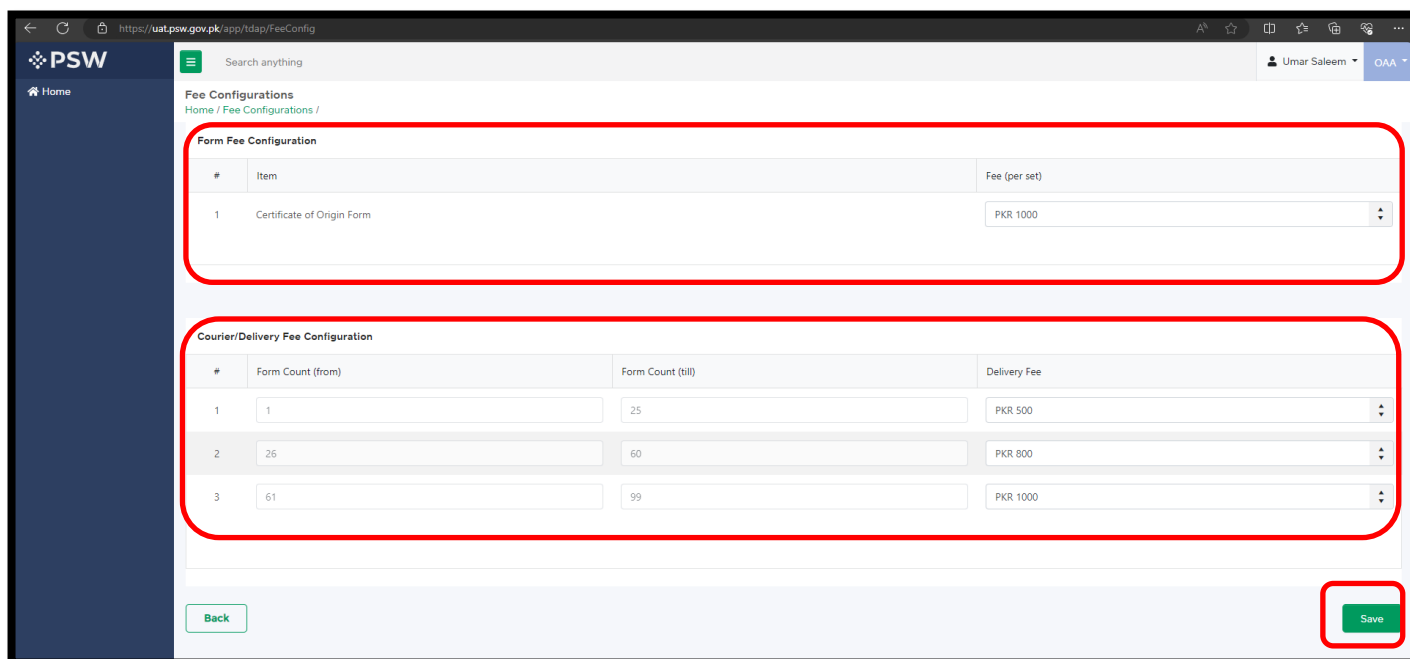 https://uat.psw.gov.pk/app/tdap/FeeConfig
PSW
Search anything
Umar Saleem
OAA
Home
Fee Configurations
Home / Fee Configurations /
Form Fee Configuration
# Item Fee (per set)
1 Certificate of Origin Form PKR 1000
Courier/Delivery Fee Configuration
# Form Count (from) Form Count (till) Delivery Fee
1 1 25 PKR 500
2 26 60 PKR 800
3 61 99 PKR 1000
Back Save